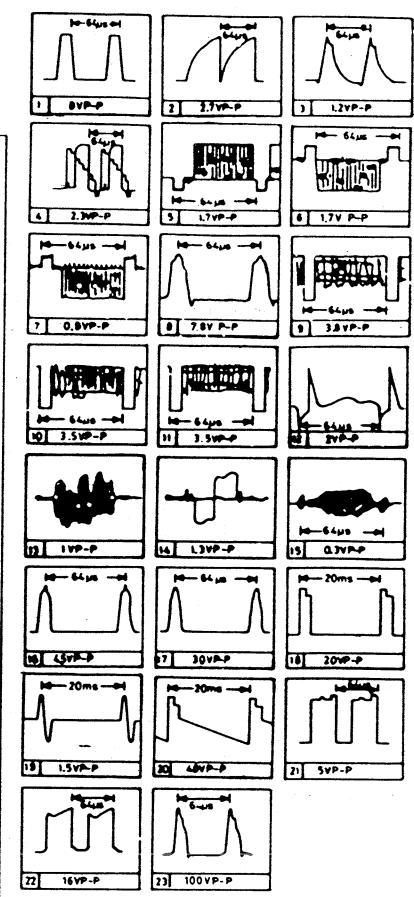 64µs 64µs 64µs
1 8VP-P 2 2.7VP-P 3 1.2VP-P
64µs 64µs 64µs
4 2.3VP-P 5 1.7VP-P 6 1.7V P-P
64µs 64µs 64µs
7 0.8VP-P 8 7.8V P-P 9 3.8VP-P
64µs 64µs 64µs
10 3.5VP-P 11 3.5VP-P 12 2VP-P
64µs
13 1VP-P 14 1.3VP-P 15 0.3VP-P
64µs 64µs 20ms
16 45VP-P 17 30VP-P 18 20VP-P
20ms 20ms 64µs
19 1.5VP-P 20 48VP-P 21 5VP-P
64µs 6-µs
22 16VP-P 23 100VP-P